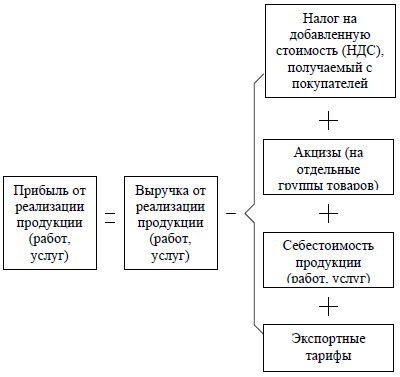 Прибыль от
реализации
продукции
(работ,
услуг)
=
Выручка от
реализации
продукции
(работ,
услуг)
–
Налог на
добавленную
стоимость (НДС),
получаемый с
покупателей
+
Акцизы (на
отдельные
группы товаров)
+
Себестоимость
продукции
(работ, услуг)
+
Экспортные
тарифы